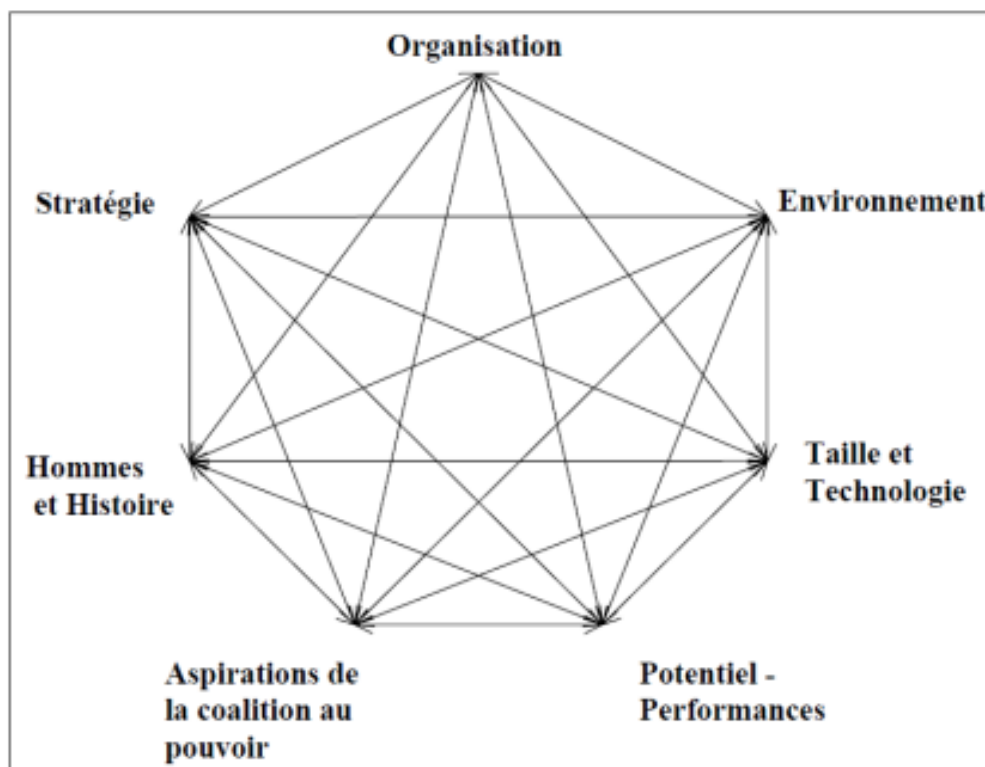 Organisation
Stratégie
Environnement
Hommes
et Histoire
Taille et
Technologie
Aspirations de
la coalition au
pouvoir
Potentiel -
Performances